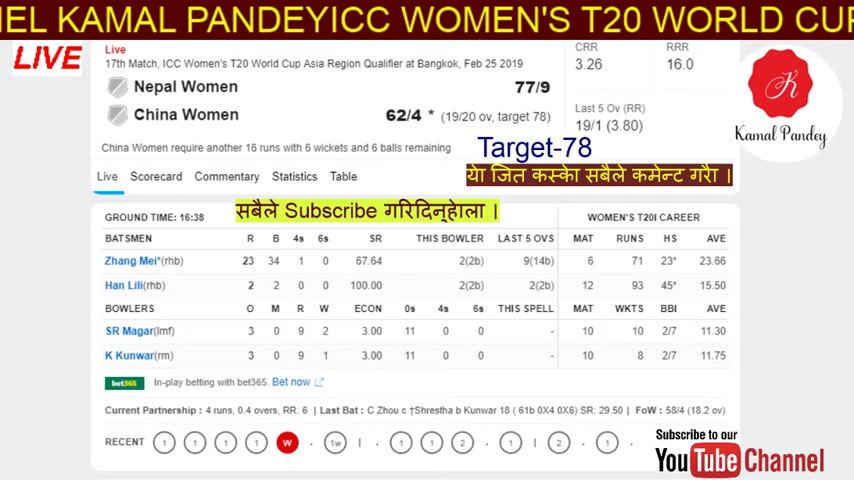 NEL KAMAL PANDEYICC WOMEN'S T20 WORLD CUP
LIVE
Live
17th Match, ICC Women's T20 World Cup Asia Region Qualifier at Bangkok, Feb 25 2019
Nepal Women 77/9
China Women 62/4 * (19/20 ov, target 78)
China Women require another 16 runs with 6 wickets and 6 balls remaining
CRR RRR
3.26 16.0
Last 5 Ov (RR)
19/1 (3.80)
K
Kamal Pandey
Target-78
यो जित कस्को सबैले कमेन्ट गरौ ।
Live Scorecard Commentary Statistics Table
सबैले Subscribe गरिदिनुहोला ।
GROUND TIME: 16:38 WOMEN'S T20I CAREER
BATSMEN R B 4s 6s SR THIS BOWLER LAST 5 OVS MAT RUNS HS AVE
Zhang Mei*(rhb) 23 34 1 0 67.64 2(2b) 9(14b) 6 71 23* 23.66
Han Lili(rhb) 2 2 0 0 100.00 2(2b) 2(2b) 12 93 45* 15.50
BOWLERS O M R W ECON 0s 4s 6s THIS SPELL MAT WKTS BBI AVE
SR Magar(lmf) 3 0 9 2 3.00 11 0 0 - 10 10 2/7 11.30
K Kunwar(rm) 3 0 9 1 3.00 11 0 0 - 10 8 2/7 11.75
bet365 In-play betting with bet365. Bet now
Current Partnership : 4 runs, 0.4 overs, RR: 6 | Last Bat : C Zhou c †Shrestha b Kunwar 18 ( 61b 0X4 0X6) SR: 29.50 | FoW : 58/4 (18.2 ov)
RECENT 1 1 1 1 W . 1w | . 1 1 2 . 1 | 2 . 1 .
Subscribe to our
YouTube Channel